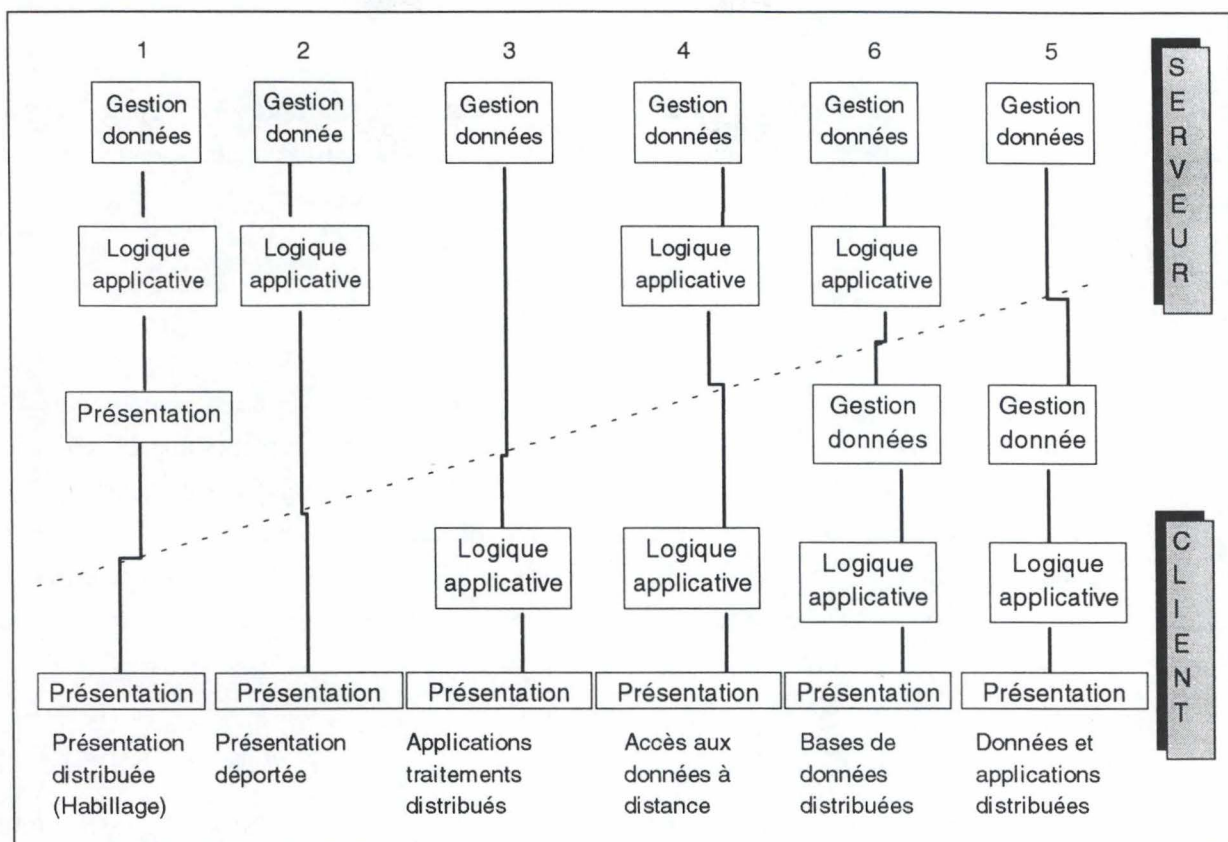 1
2
3
4
6
5
Gestion
données
Gestion
donnée
Gestion
données
Gestion
données
Gestion
données
Gestion
données
Logique
applicative
Logique
applicative
Logique
applicative
Logique
applicative
Présentation
Gestion
données
Gestion
donnée
Logique
applicative
Logique
applicative
Logique
applicative
Logique
applicative
Présentation
Présentation
Présentation
Présentation
Présentation
Présentation
Présentation
distribuée
(Habillage)
Présentation
déportée
Applications
traitements
distribués
Accès aux
données à
distance
Bases de
données
distribuées
Données et
applications
distribuées
SERVEUR
CLIENT